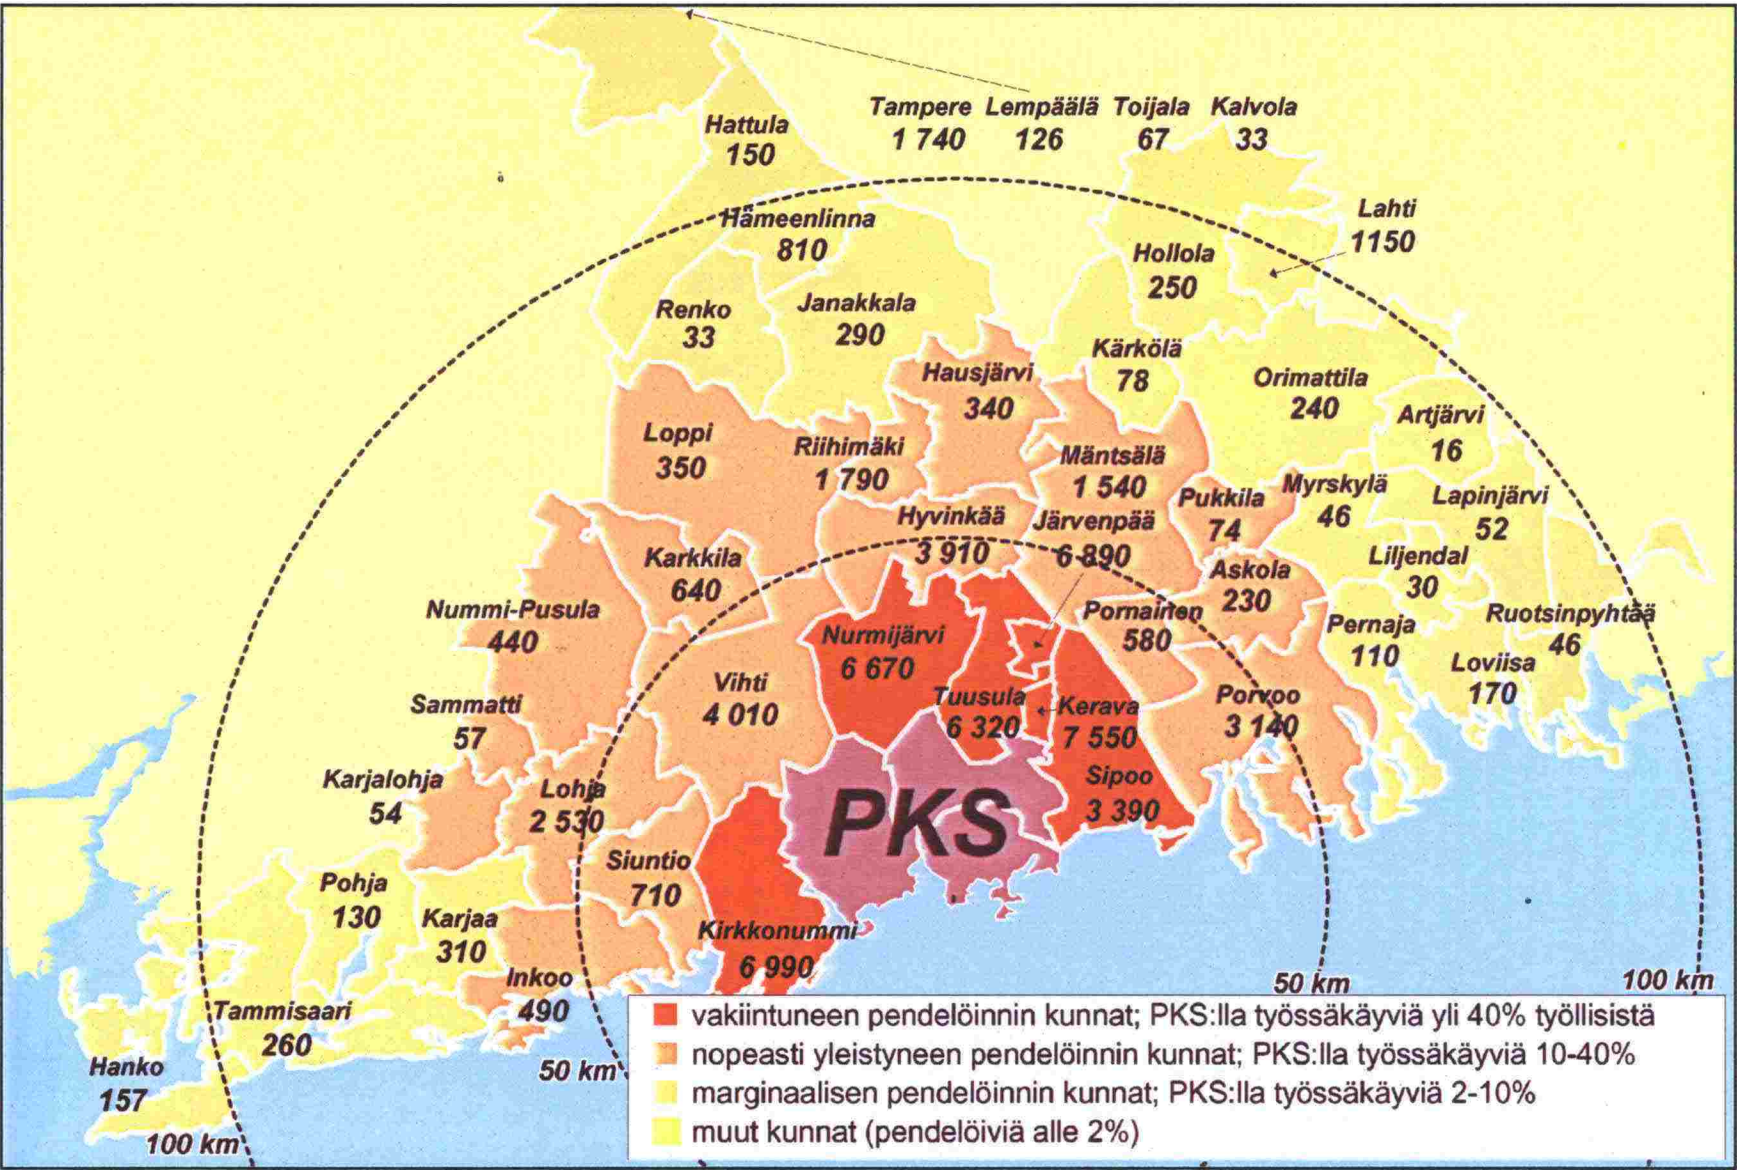 Tampere Lempäälä Toijala Kalvola
1 740 126 67 33
Hattula
150
Lahti
1150
Hämeenlinna
810
Hollola
250
Renko
33
Janakkala
290
Kärkölä
78
Hausjärvi
340
Orimattila
240
Artjärvi
16
Loppi
350
Riihimäki
1 790
Mäntsälä
1 540
Pukkila
74
Myrskylä
46
Lapinjärvi
52
Hyvinkää
3 910
Järvenpää
6 890
Karkkila
640
Askola
230
Liljendal
30
Nummi-Pusula
440
Nurmijärvi
6 670
Pornainen
580
Pernaja
110
Ruotsinpyhtää
46
Loviisa
170
Vihti
4 010
Tuusula
6 320
Kerava
7 550
Porvoo
3 140
Sammatti
57
Sipoo
3 390
Karjalohja
54
Lohja
2 530
PKS
Siuntio
710
Pohja
130
Karjaa
310
Kirkkonummi
6 990
Inkoo
490
Tammisaari
260
Hanko
157
50 km
100 km
50 km
100 km
vakiintuneen pendelöinnin kunnat; PKS:lla työssäkäyviä yli 40% työllisistä
nopeasti yleistyneen pendelöinnin kunnat; PKS:lla työssäkäyviä 10-40%
marginaalisen pendelöinnin kunnat; PKS:lla työssäkäyviä 2-10%
muut kunnat (pendelöiviä alle 2%)